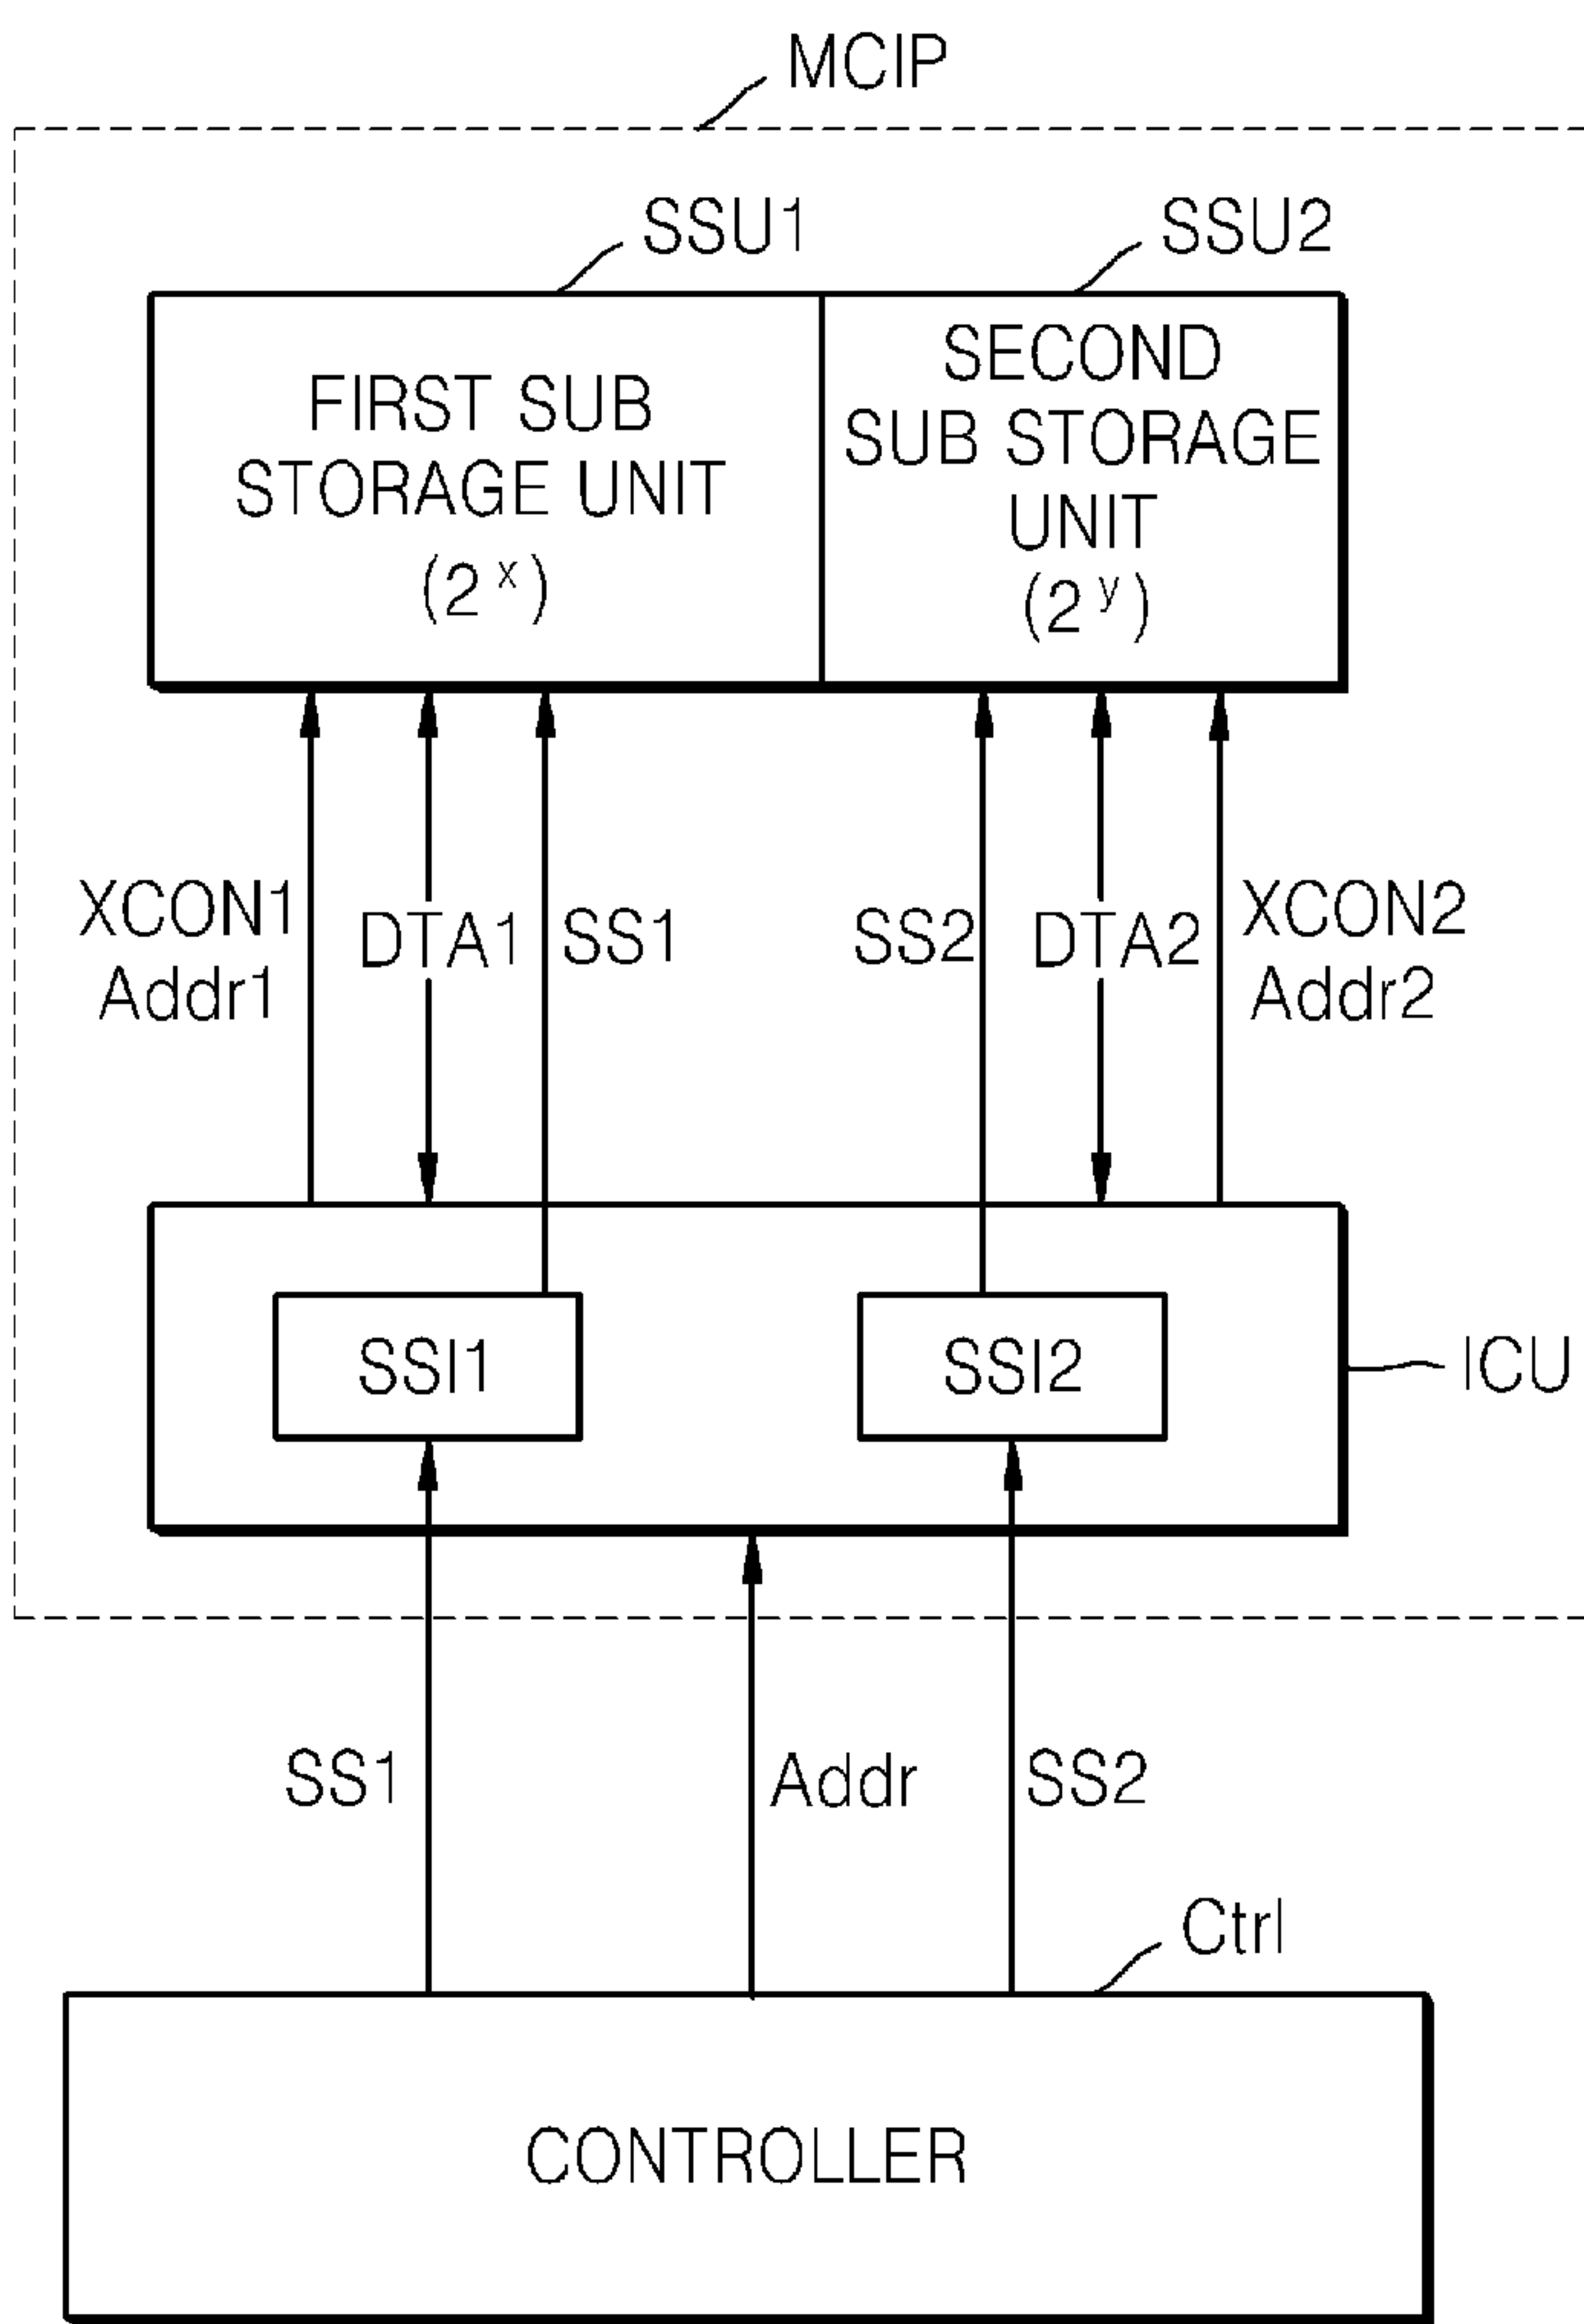 MCIP
SSU1
SSU2
FIRST SUB
STORAGE UNIT
(2^x)
SECOND
SUB STORAGE
UNIT
(2^y)
XCON1
Addr1
DTA1
SS1
SS2
DTA2
XCON2
Addr2
SSI1
SSI2
ICU
SS1
Addr
SS2
Ctrl
CONTROLLER